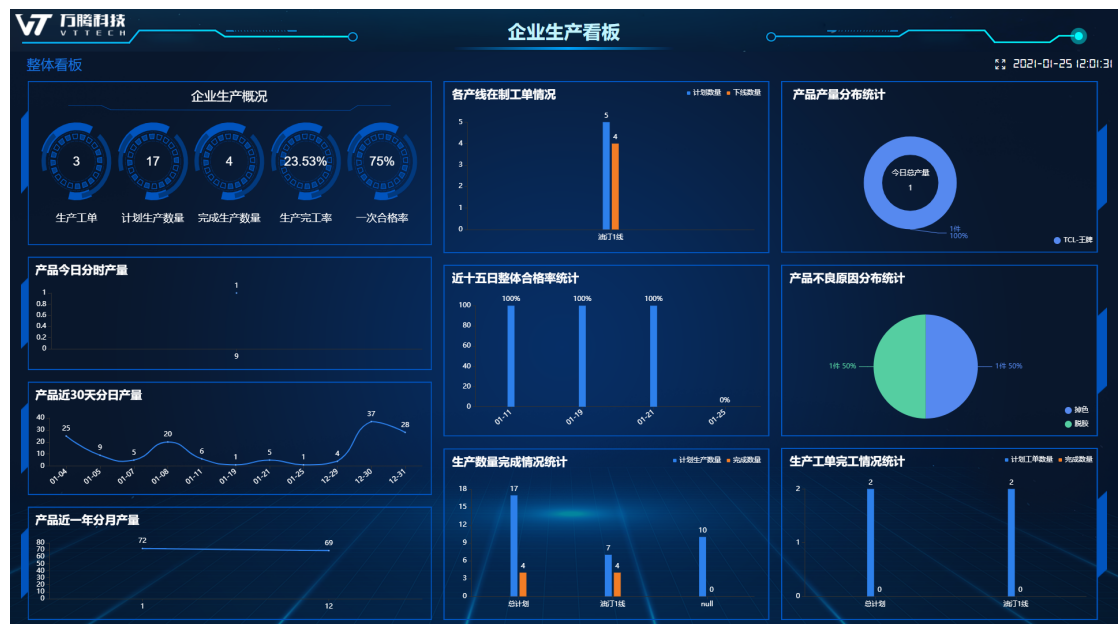 万腾科技
VTTECH
企业生产看板
整体看板
2021-01-25 12:01:31
企业生产概况
3
17
4
23.53%
75%
生产工单
计划生产数量
完成生产数量
生产完工率
一次合格率
产品今日分时产量
1
0.8
0.6
0.4
0.2
0
1
9
产品近30天分日产量
40
30
20
10
0
25
9
5
20
6
1
5
1
4
37
28
01-04
01-05
01-07
01-08
01-11
01-19
01-21
01-25
12-29
12-30
12-31
产品近一年分月产量
80
70
60
50
40
30
20
10
0
72
69
1
12
各产线在制工单情况
计划数量
下线数量
5
4
3
2
1
0
5
4
油汀1线
近十五日整体合格率统计
100
80
60
40
20
0
100%
100%
100%
0%
01-11
01-19
01-21
01-25
生产数量完成情况统计
计划生产数量
完成数量
18
15
12
9
6
3
0
17
4
7
4
10
0
总计划
油汀1线
null
产品产量分布统计
今日总产量
1
1件
100%
TCL-王牌
产品不良原因分布统计
1件 50%
1件 50%
掉色
脱胶
生产工单完工情况统计
计划工单数量
完成数量
2
1
0
2
0
2
0
总计划
油汀1线